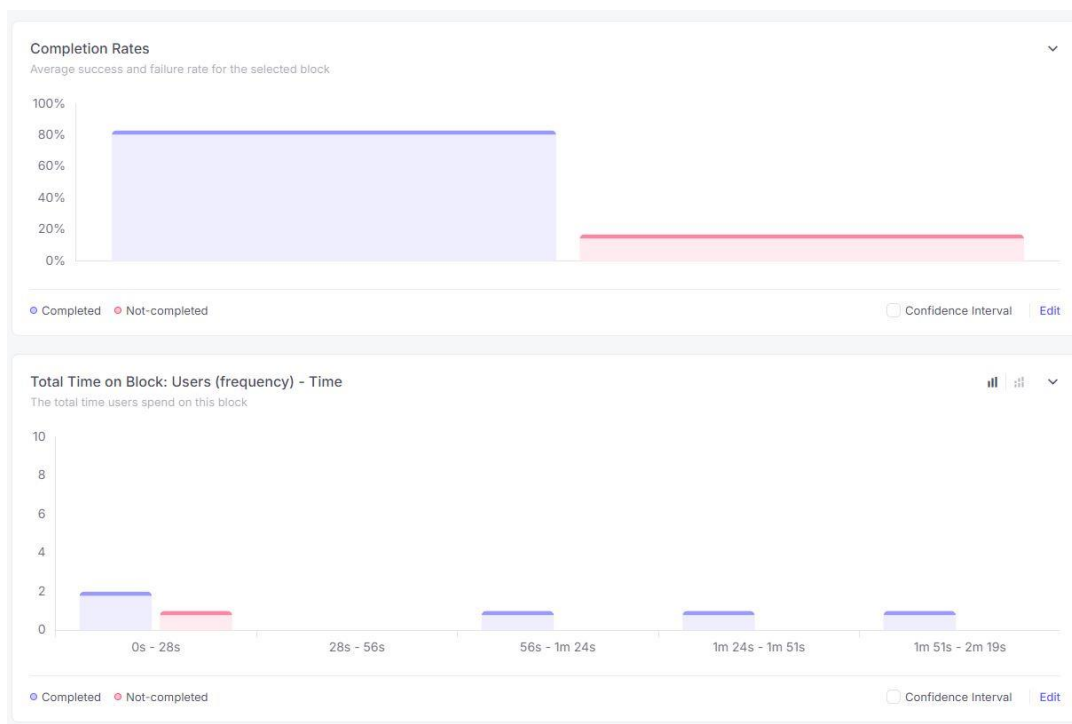 Completion Rates
Average success and failure rate for the selected block
100%
80%
60%
40%
20%
0%
Completed Not-completed Confidence Interval Edit
Total Time on Block: Users (frequency) - Time
The total time users spend on this block
10
8
6
4
2
0
0s - 28s 28s - 56s 56s - 1m 24s 1m 24s - 1m 51s 1m 51s - 2m 19s
Completed Not-completed Confidence Interval Edit